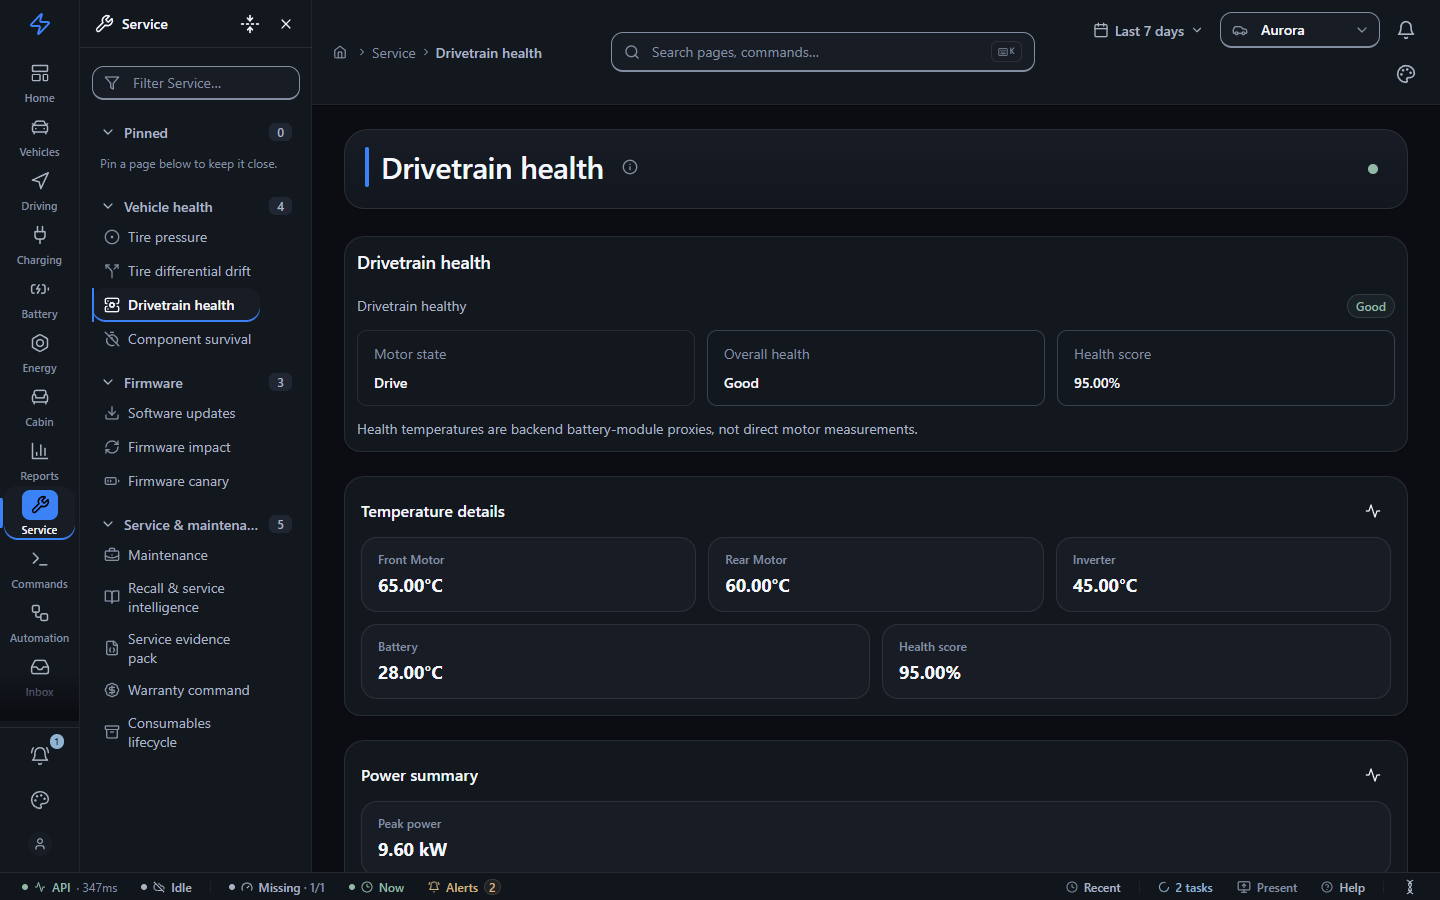 Home
Vehicles
Driving
Charging
Battery
Energy
Cabin
Reports
Service
Commands
Automation
Inbox
1
Service
Filter Service...
Pinned 0
Pin a page below to keep it close.
Vehicle health 4
Tire pressure
Tire differential drift
Drivetrain health
Component survival
Firmware 3
Software updates
Firmware impact
Firmware canary
Service & maintena... 5
Maintenance
Recall & service
intelligence
Service evidence
pack
Warranty command
Consumables
lifecycle
Service Drivetrain health
Search pages, commands... K
Last 7 days
Aurora
Drivetrain health
Drivetrain health
Drivetrain healthy Good
Motor state
Drive
Overall health
Good
Health score
95.00%
Health temperatures are backend battery-module proxies, not direct motor measurements.
Temperature details
Front Motor
65.00°C
Rear Motor
60.00°C
Inverter
45.00°C
Battery
28.00°C
Health score
95.00%
Power summary
Peak power
9.60 kW
API · 347ms Idle Missing · 1/1 Now Alerts 2 Recent 2 tasks Present Help